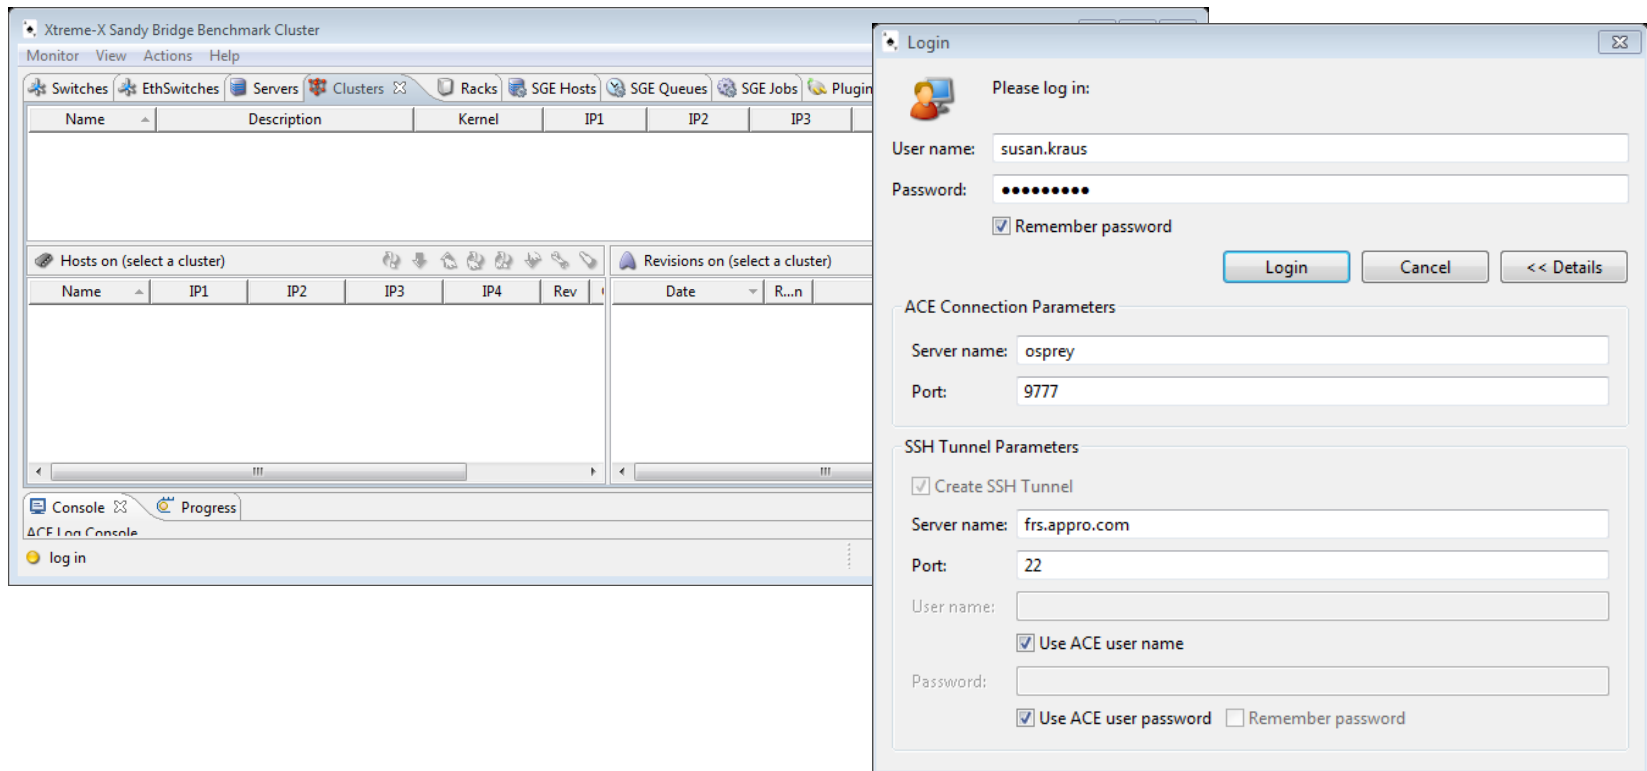 Xtreme-X Sandy Bridge Benchmark Cluster
Monitor View Actions Help
Switches EthSwitches Servers Clusters Racks SGE Hosts SGE Queues SGE Jobs Plugin
Name Description Kernel IP1 IP2 IP3
Hosts on (select a cluster)
Revisions on (select a cluster)
Name IP1 IP2 IP3 IP4 Rev
Date R...n
Console Progress
ACE Log Console
log in
Login
Please log in:
User name: susan.kraus
Password: •••••••••
Remember password
Login Cancel << Details
ACE Connection Parameters
Server name: osprey
Port: 9777
SSH Tunnel Parameters
Create SSH Tunnel
Server name: frs.appro.com
Port: 22
User name:
Use ACE user name
Password:
Use ACE user password Remember password